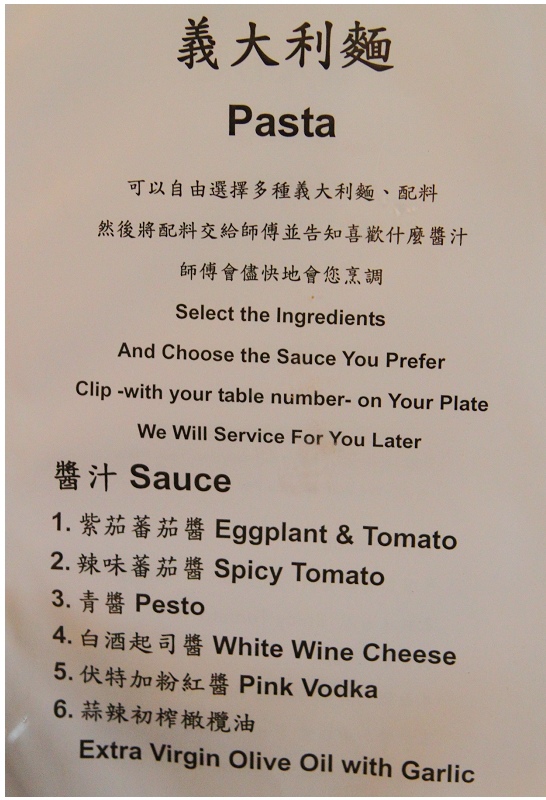 義大利麵
Pasta
可以自由選擇多種義大利麵、配料
然後將配料交給師傅並告知喜歡什麼醬汁
師傅會儘快地會您烹調
Select the Ingredients
And Choose the Sauce You Prefer
Clip -with your table number- on Your Plate
We Will Service For You Later
醬汁 Sauce
1. 紫茄蕃茄醬 Eggplant & Tomato
2. 辣味蕃茄醬 Spicy Tomato
3. 青醬 Pesto
4. 白酒起司醬 White Wine Cheese
5. 伏特加粉紅醬 Pink Vodka
6. 蒜辣初榨橄欖油
Extra Virgin Olive Oil with Garlic